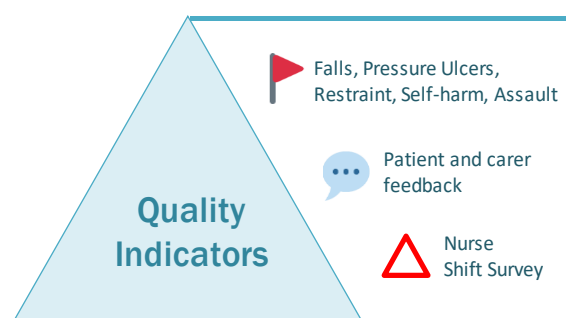 Falls, Pressure Ulcers,
Restraint, Self-harm, Assault
Patient and carer
feedback
Quality
Indicators
Nurse
Shift Survey